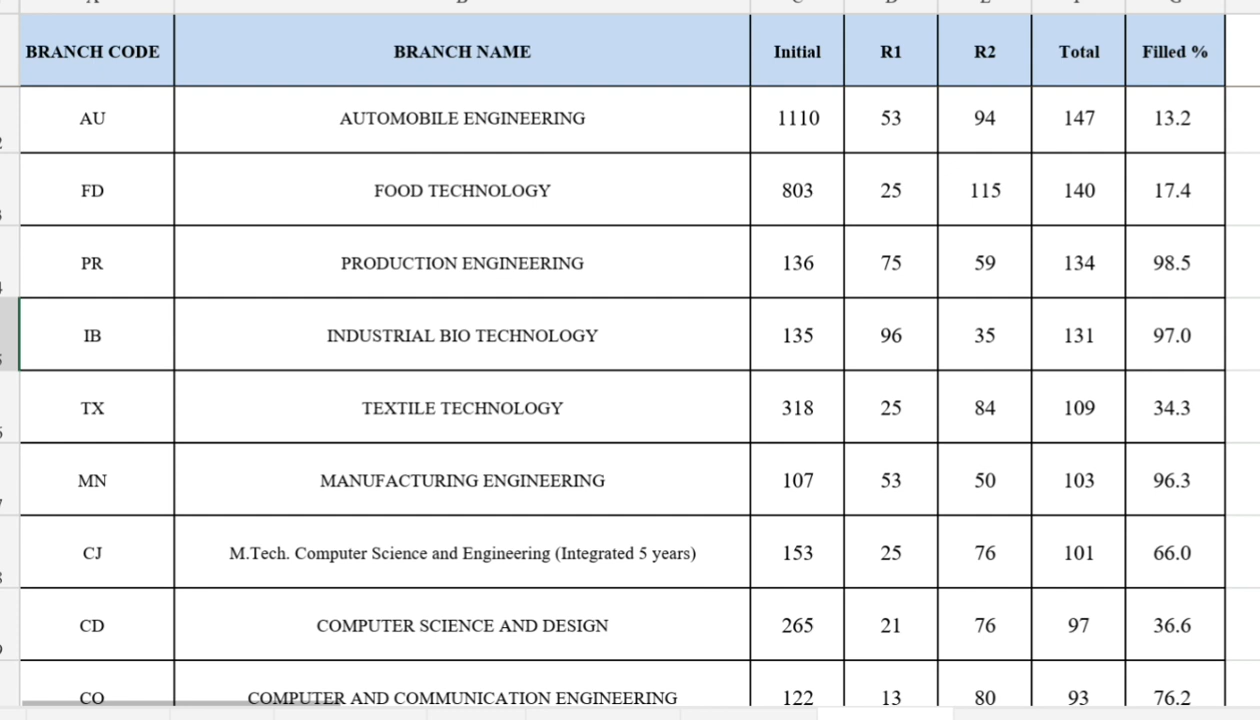 BRANCH CODE BRANCH NAME Initial R1 R2 Total Filled %
AU AUTOMOBILE ENGINEERING 1110 53 94 147 13.2
FD FOOD TECHNOLOGY 803 25 115 140 17.4
PR PRODUCTION ENGINEERING 136 75 59 134 98.5
IB INDUSTRIAL BIO TECHNOLOGY 135 96 35 131 97.0
TX TEXTILE TECHNOLOGY 318 25 84 109 34.3
MN MANUFACTURING ENGINEERING 107 53 50 103 96.3
CJ M.Tech. Computer Science and Engineering (Integrated 5 years) 153 25 76 101 66.0
CD COMPUTER SCIENCE AND DESIGN 265 21 76 97 36.6
CO COMPUTER AND COMMUNICATION ENGINEERING 122 13 80 93 76.2